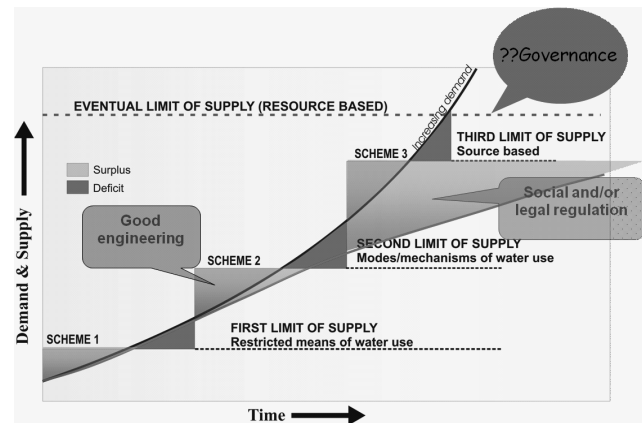 ??Governance
Increasing demand
EVENTUAL LIMIT OF SUPPLY (RESOURCE BASED)
SCHEME 3
THIRD LIMIT OF SUPPLY
Source based
Surplus
Deficit
Social and/or
legal regulation
Good
engineering
SCHEME 2
SECOND LIMIT OF SUPPLY
Modes/mechanisms of water use
SCHEME 1
FIRST LIMIT OF SUPPLY
Restricted means of water use
Demand & Supply
Time